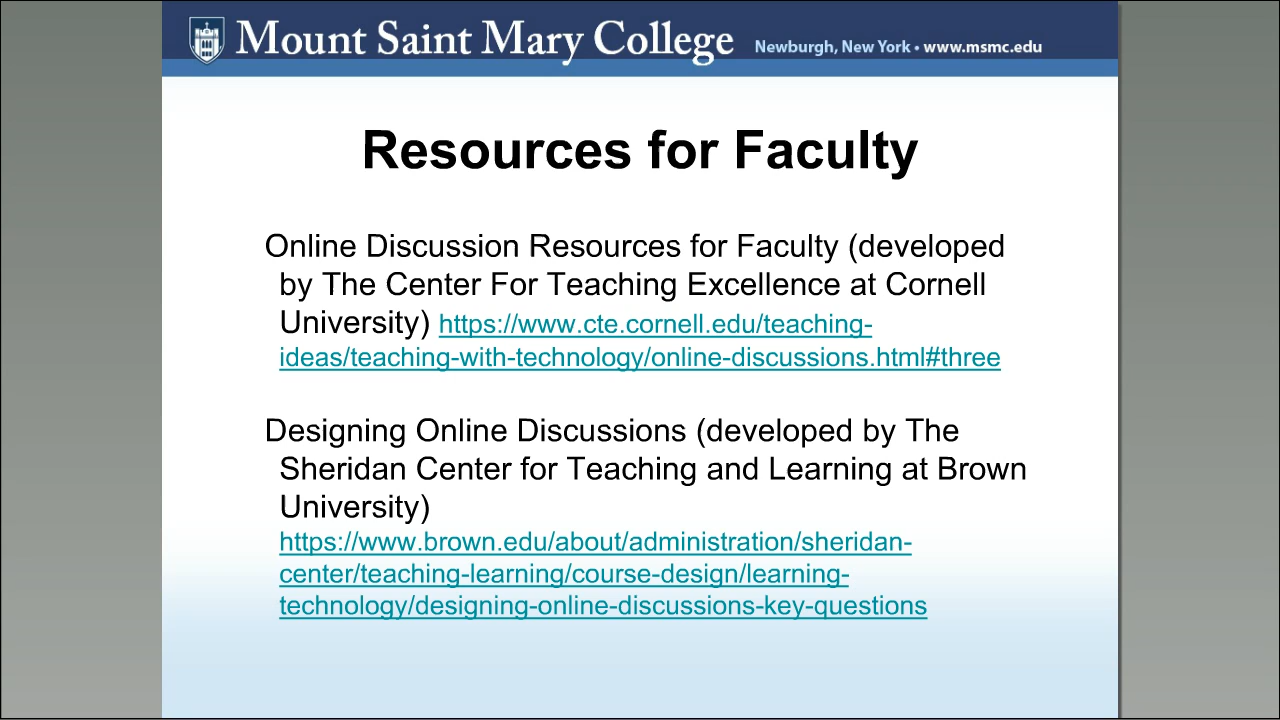 Mount Saint Mary College Newburgh, New York • www.msmc.edu
Resources for Faculty
Online Discussion Resources for Faculty (developed
by The Center For Teaching Excellence at Cornell
University) https://www.cte.cornell.edu/teaching-
ideas/teaching-with-technology/online-discussions.html#three
Designing Online Discussions (developed by The
Sheridan Center for Teaching and Learning at Brown
University)
https://www.brown.edu/about/administration/sheridan-
center/teaching-learning/course-design/learning-
technology/designing-online-discussions-key-questions